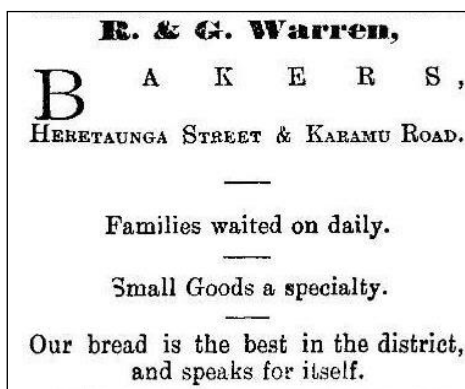 R. & G. Warren,
BAKERS,
HERETAUNGA STREET & KARAMU ROAD.
Families waited on daily.
Small Goods a specialty.
Our bread is the best in the district,
and speaks for itself.